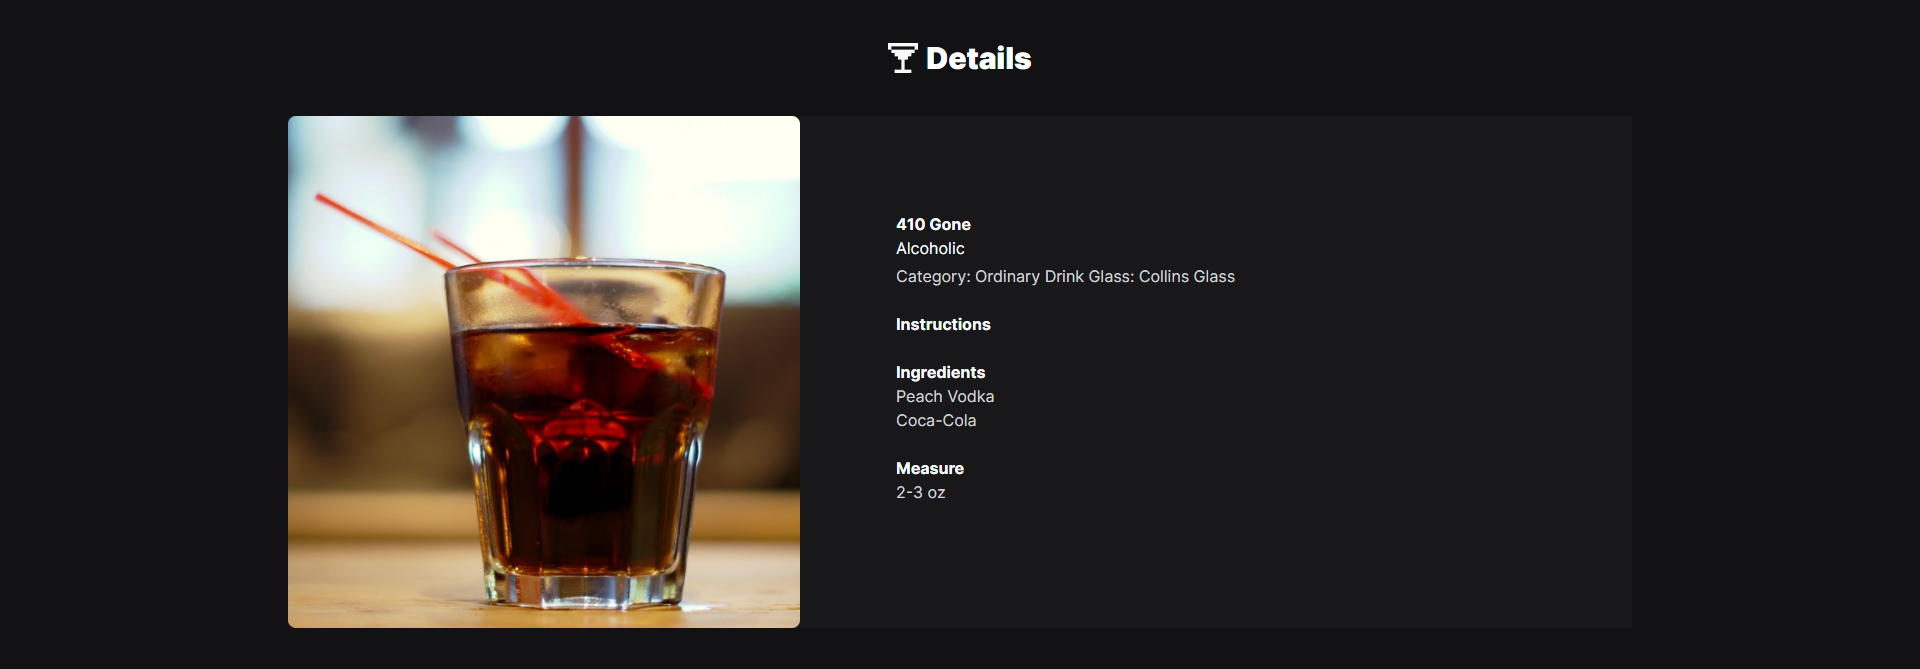 Details
410 Gone
Alcoholic
Category: Ordinary Drink Glass: Collins Glass
Instructions
Ingredients
Peach Vodka
Coca-Cola
Measure
2-3 oz